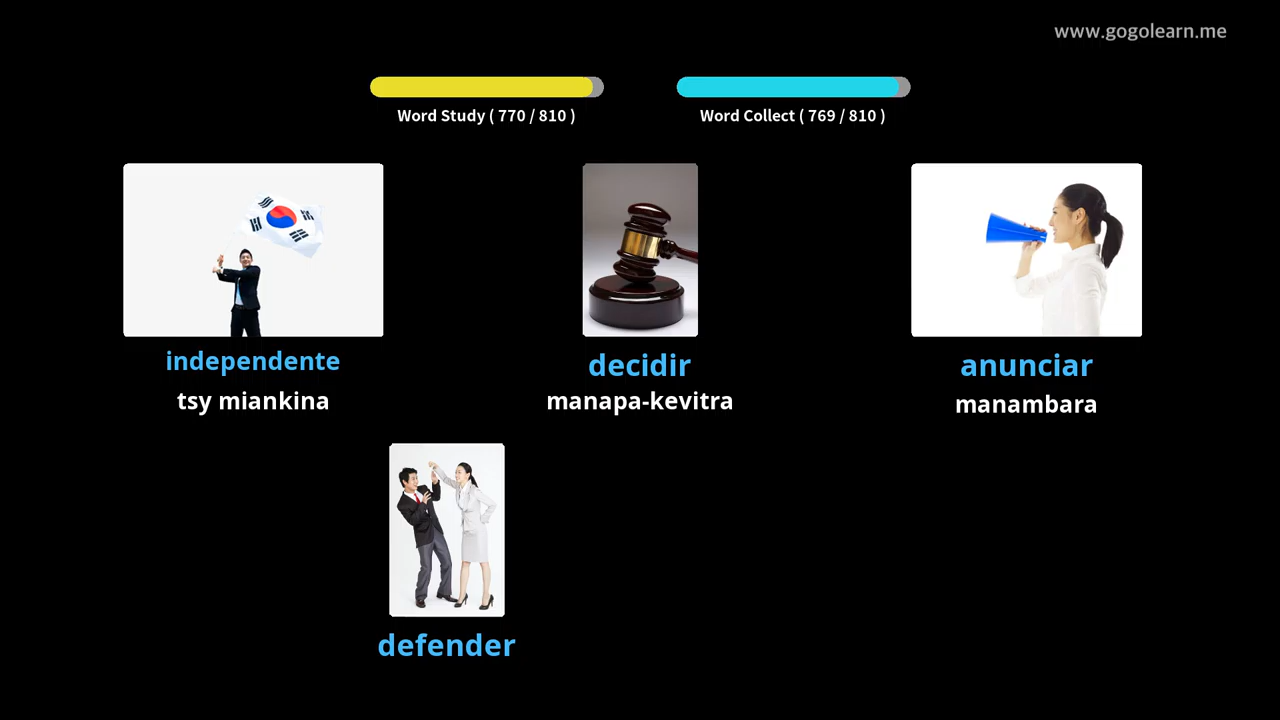 www.gogolearn.me
Word Study ( 770 / 810 )
Word Collect ( 769 / 810 )
independente
tsy miankina
decidir
manapa-kevitra
anunciar
manambara
defender